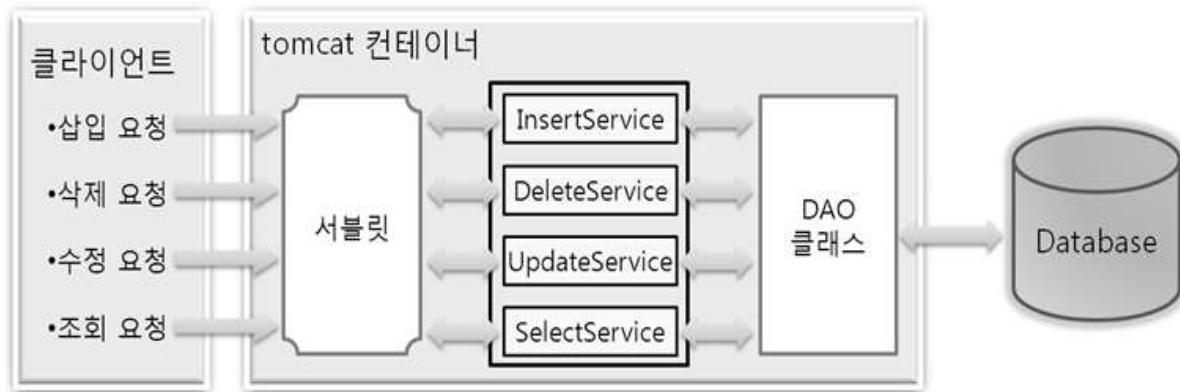 클라이언트
•삽입 요청
•삭제 요청
•수정 요청
•조회 요청
tomcat 컨테이너
서블릿
InsertService
DeleteService
UpdateService
SelectService
DAO
클래스
Database